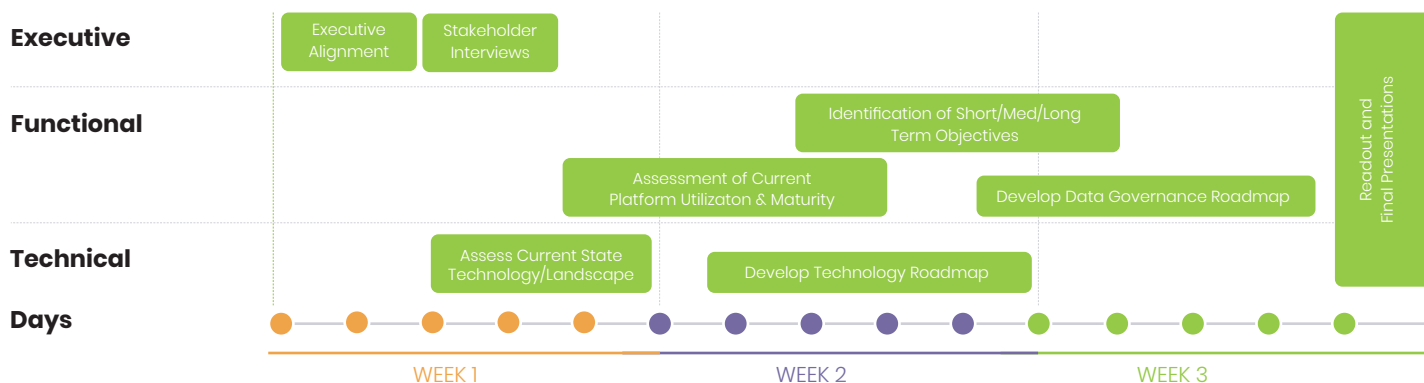 Executive
Executive
Alignment
Stakeholder
Interviews
Functional
Identification of Short/Med/Long
Term Objectives
Assessment of Current
Platform Utilizaton & Maturity
Develop Data Governance Roadmap
Readout and
Final Presentations
Technical
Assess Current State
Technology/Landscape
Develop Technology Roadmap
Days
WEEK 1
WEEK 2
WEEK 3